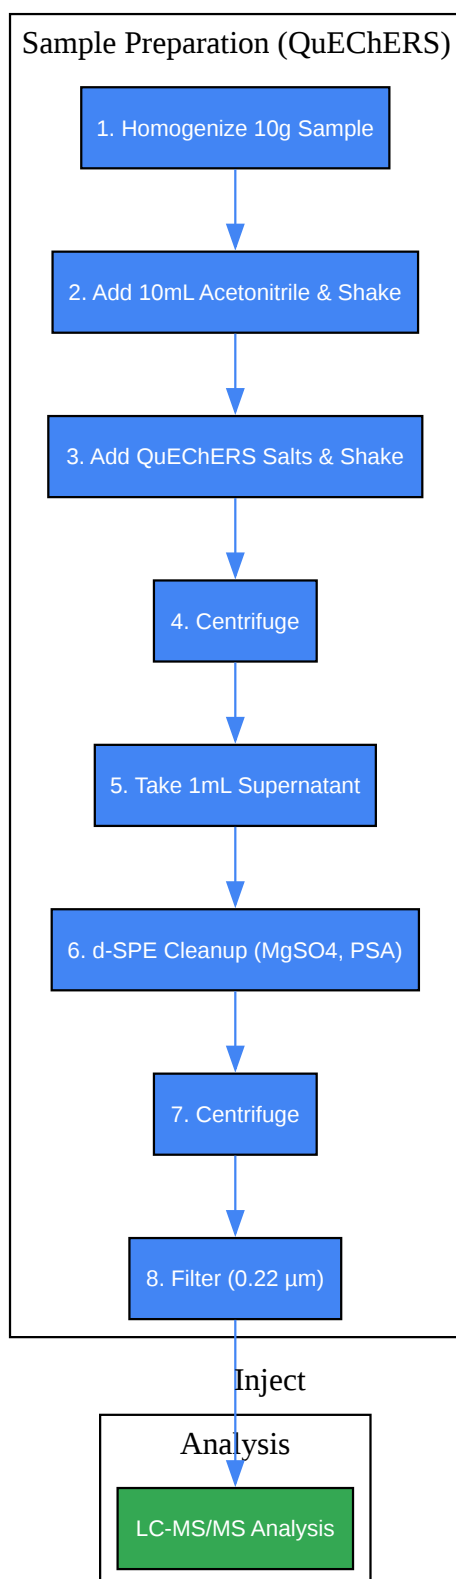 Sample Preparation (QuEChERS)
1. Homogenize 10g Sample
2. Add 10mL Acetonitrile & Shake
3. Add QuEChERS Salts & Shake
4. Centrifuge
5. Take 1mL Supernatant
6. d-SPE Cleanup (MgSO4, PSA)
7. Centrifuge
8. Filter (0.22 µm)
Inject
Analysis
LC-MS/MS Analysis